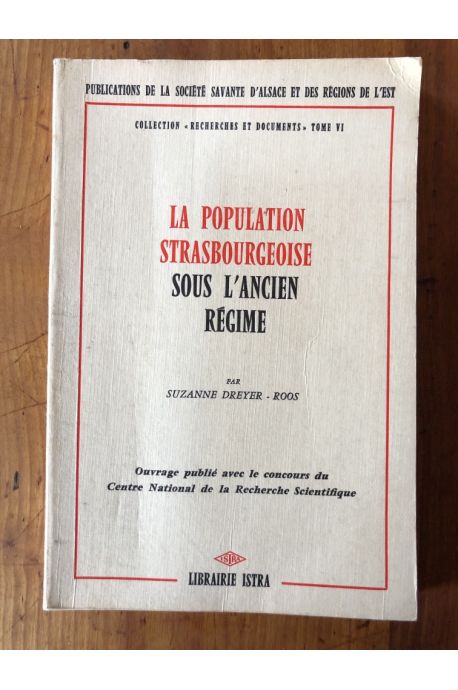 PUBLICATIONS DE LA SOCIÉTÉ SAVANTE D'ALSACE ET DES RÉGIONS DE L'EST
COLLECTION «RECHERCHES ET DOCUMENTS» TOME VI
LA POPULATION
STRASBOURGEOISE
SOUS L'ANCIEN
RÉGIME
PAR
SUZANNE DREYER - ROOS
Ouvrage publié avec le concours du
Centre National de la Recherche Scientifique
ISTRA
LIBRAIRIE ISTRA